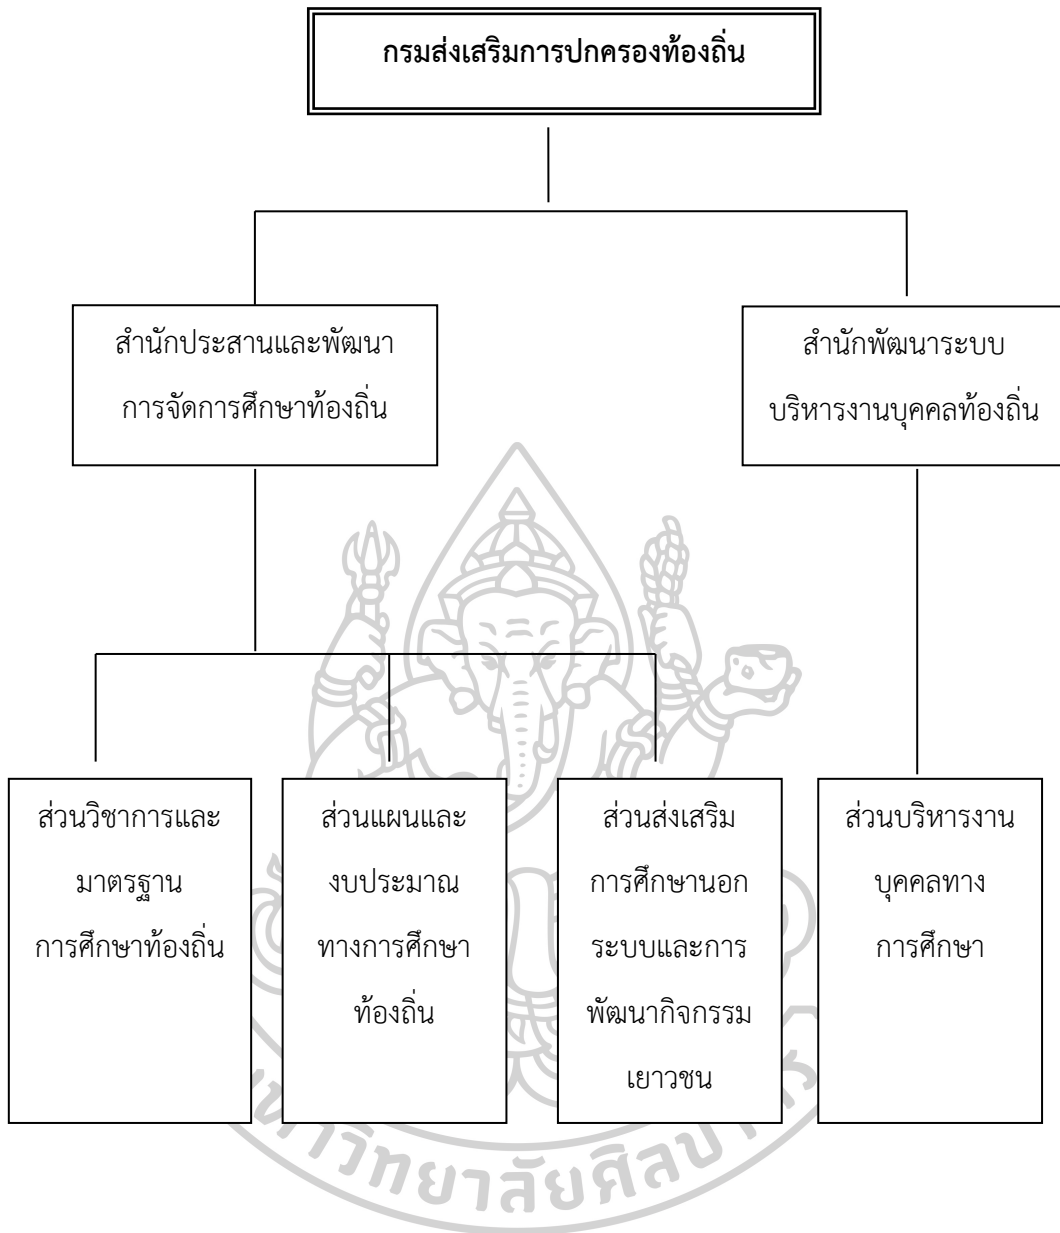 กรมส่งเสริมการปกครองท้องถิ่น
สำนักประสานและพัฒนา
การจัดการศึกษาท้องถิ่น
สำนักพัฒนาระบบ
บริหารงานบุคคลท้องถิ่น
ส่วนวิชาการและ
มาตรฐาน
การศึกษาท้องถิ่น
ส่วนแผนและ
งบประมาณ
ทางการศึกษา
ท้องถิ่น
ส่วนส่งเสริม
การศึกษานอก
ระบบและการ
พัฒนากิจกรรม
เยาวชน
ส่วนบริหารงาน
บุคคลทาง
การศึกษา